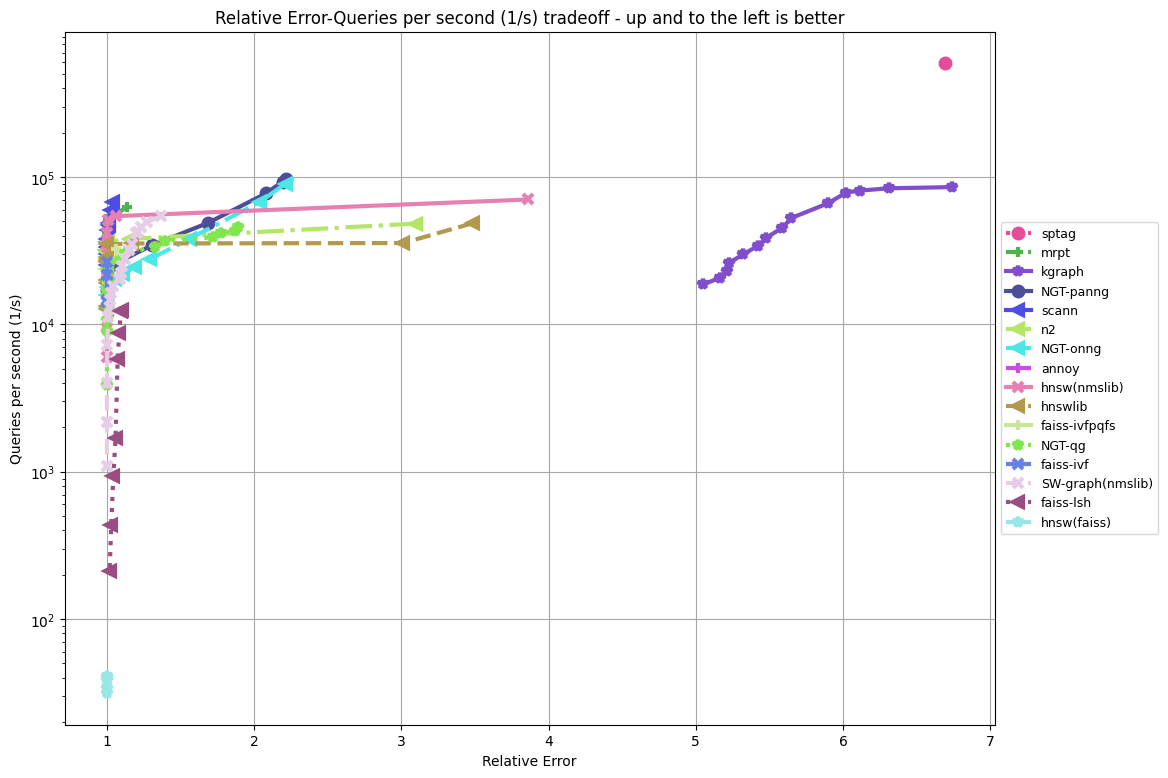 Relative Error-Queries per second (1/s) tradeoff - up and to the left is better
Queries per second (1/s)
10^5
10^4
10^3
10^2
1 2 3 4 5 6 7
Relative Error
sptag
mrpt
kgraph
NGT-panng
scann
n2
NGT-onng
annoy
hnsw(nmslib)
hnswlib
faiss-ivfpqfs
NGT-qg
faiss-ivf
SW-graph(nmslib)
faiss-lsh
hnsw(faiss)